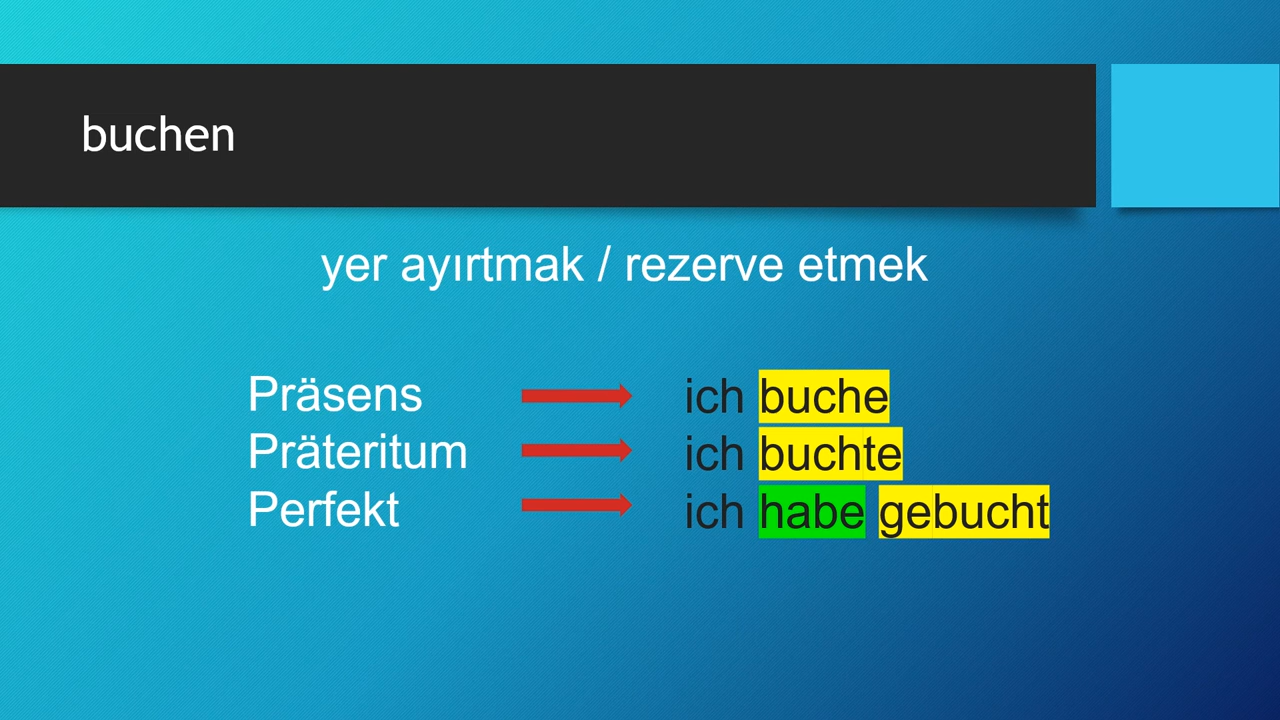 buchen
yer ayırtmak / rezerve etmek
Präsens ich buche
Präteritum ich buchte
Perfekt ich habe gebucht